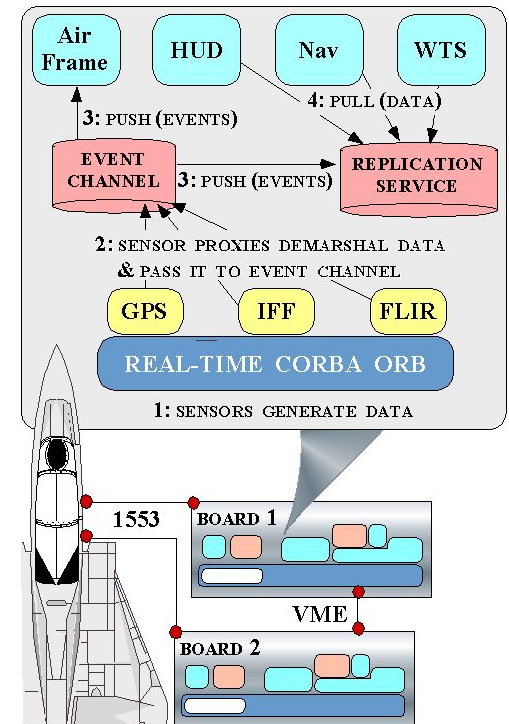 Air
Frame
HUD
Nav
WTS
4: PULL (DATA)
3: PUSH (EVENTS)
EVENT
CHANNEL
3: PUSH (EVENTS)
REPLICATION
SERVICE
2: SENSOR PROXIES DEMARSHAL DATA
& PASS IT TO EVENT CHANNEL
GPS
IFF
FLIR
REAL-TIME CORBA ORB
1: SENSORS GENERATE DATA
1553
BOARD 1
VME
BOARD 2